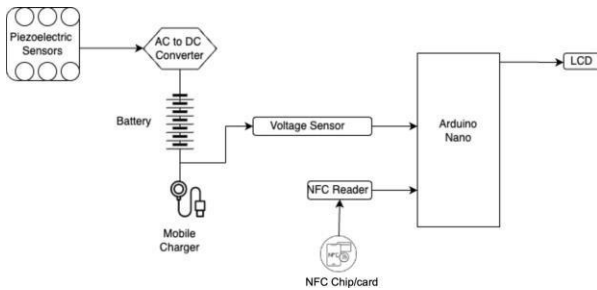 Piezoelectric
Sensors
AC to DC
Converter
LCD
Battery
Voltage Sensor
Arduino
Nano
NFC Reader
Mobile
Charger
NFC
NFC Chip/card